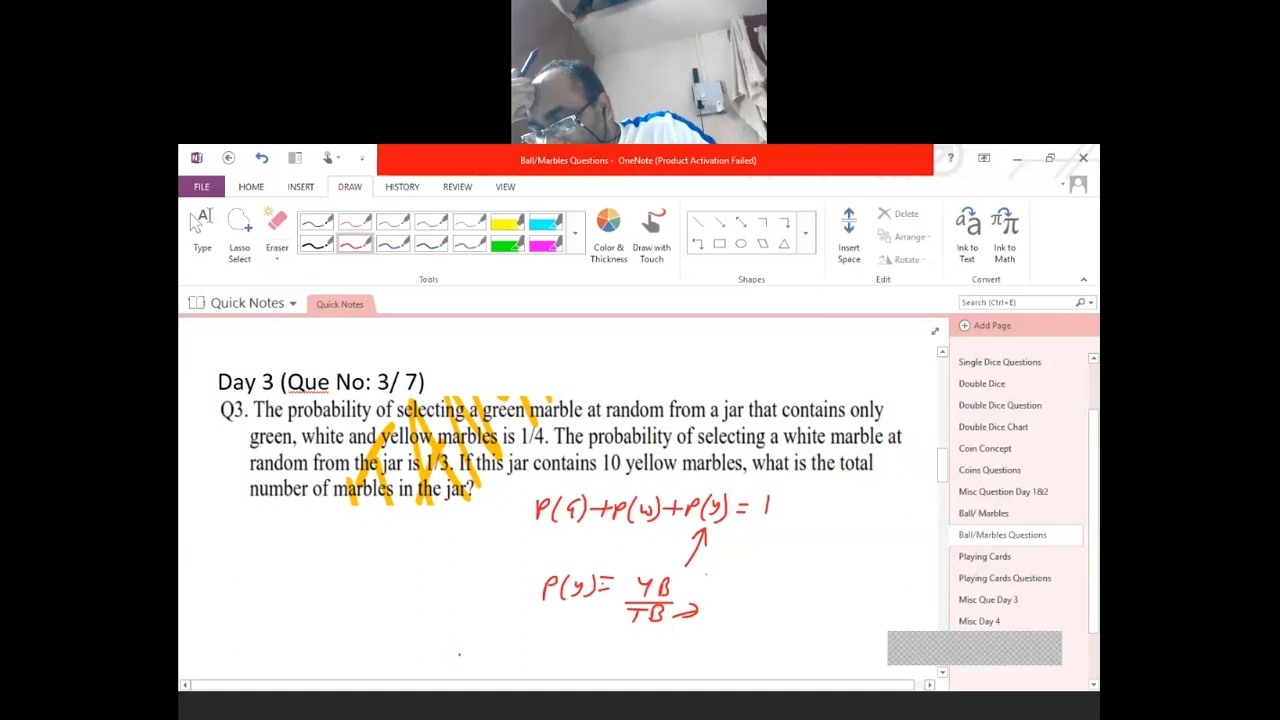 Ball/Marbles Questions - OneNote (Product Activation Failed)
FILE HOME INSERT DRAW HISTORY REVIEW VIEW
Type
Lasso Select
Eraser
Color & Thickness
Draw with Touch
Insert Space
Delete
Arrange
Rotate
Ink to Text
Ink to Math
Tools
Shapes
Edit
Convert
Quick Notes
Quick Notes
Search (Ctrl+E)
Add Page
Day 3 (Que No: 3/ 7)
Q3. The probability of selecting a green marble at random from a jar that contains only
green, white and yellow marbles is 1/4. The probability of selecting a white marble at
random from the jar is 1/3. If this jar contains 10 yellow marbles, what is the total
number of marbles in the jar?
P(G)+P(W)+P(y) = 1
P(y) = YB
TB
Single Dice Questions
Double Dice
Double Dice Question
Double Dice Chart
Coin Concept
Coins Questions
Misc Question Day 1&2
Ball/ Marbles
Ball/Marbles Questions
Playing Cards
Playing Cards Questions
Misc Que Day 3
Misc Day 4